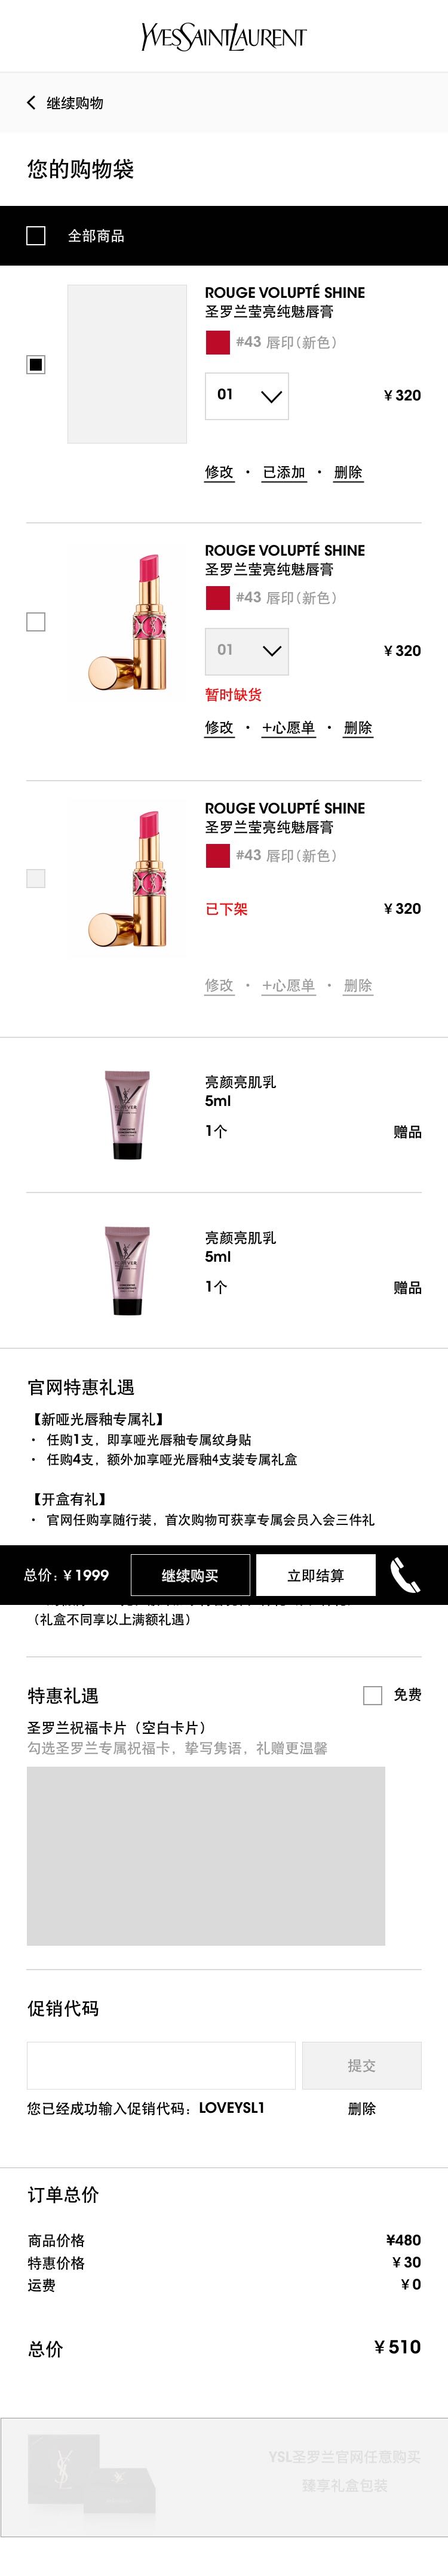 YVESSAINTLAURENT
继续购物
您的购物袋
全部商品
ROUGE VOLUPTÉ SHINE
圣罗兰莹亮纯魅唇膏
#43 唇印(新色)
01
¥320
修改 · 已添加 · 删除
ROUGE VOLUPTÉ SHINE
圣罗兰莹亮纯魅唇膏
#43 唇印(新色)
01
¥320
暂时缺货
修改 · +心愿单 · 删除
ROUGE VOLUPTÉ SHINE
圣罗兰莹亮纯魅唇膏
#43 唇印(新色)
已下架
¥320
修改 · +心愿单 · 删除
亮颜亮肌乳
5ml
1个
赠品
亮颜亮肌乳
5ml
1个
赠品
官网特惠礼遇
【新哑光唇釉专属礼】
· 任购1支，即享哑光唇釉专属纹身贴
· 任购4支，额外加享哑光唇釉4支装专属礼盒
【开盒有礼】
· 官网任购享随行装，首次购物可获享专属会员入会三件礼
总价: ¥1999
继续购买
立即结算
（礼盒不同享以上满额礼遇）
特惠礼遇
免费
圣罗兰祝福卡片（空白卡片）
勾选圣罗兰专属祝福卡，挚写隽语，礼赠更温馨
促销代码
提交
您已经成功输入促销代码：LOVEYSL1
删除
订单总价
商品价格 ¥480
特惠价格 ¥30
运费 ¥0
总价 ¥510
YSL圣罗兰官网任意购买
臻享礼盒包装